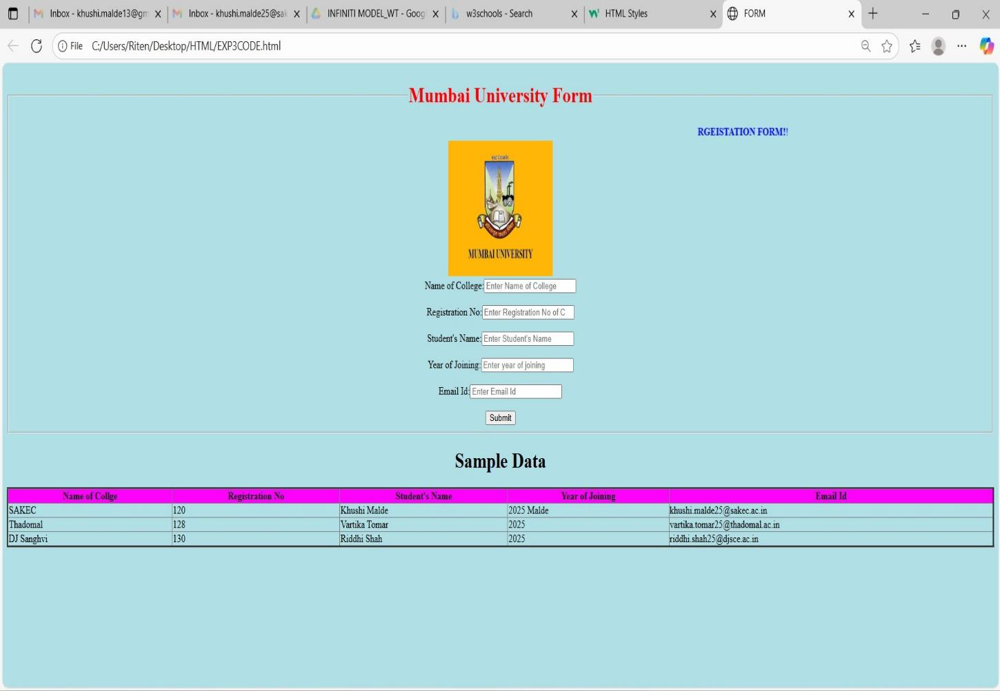 Inbox - khushi.malde13@gm
Inbox - khushi.malde25@sak
INFINITI MODEL_WT - Goog
w3schools - Search
HTML Styles
FORM
File C:/Users/Riten/Desktop/HTML/EXP3CODE.html
Mumbai University Form
RGEISTATION FORM!!
MUMBAI UNIVERSITY
Name of College: Enter Name of College
Registration No: Enter Registration No of C
Student's Name: Enter Student's Name
Year of Joining: Enter year of joining
Email Id: Enter Email Id
Submit
Sample Data
Name of Collge Registration No Student's Name Year of Joining Email Id
SAKEC 120 Khushi Malde 2025 Malde khushi.malde25@sakec.ac.in
Thadomal 128 Vartika Tomar 2025 vartika.tomar25@thadomal.ac.in
DJ Sanghvi 130 Riddhi Shah 2025 riddhi.shah25@djsce.ac.in